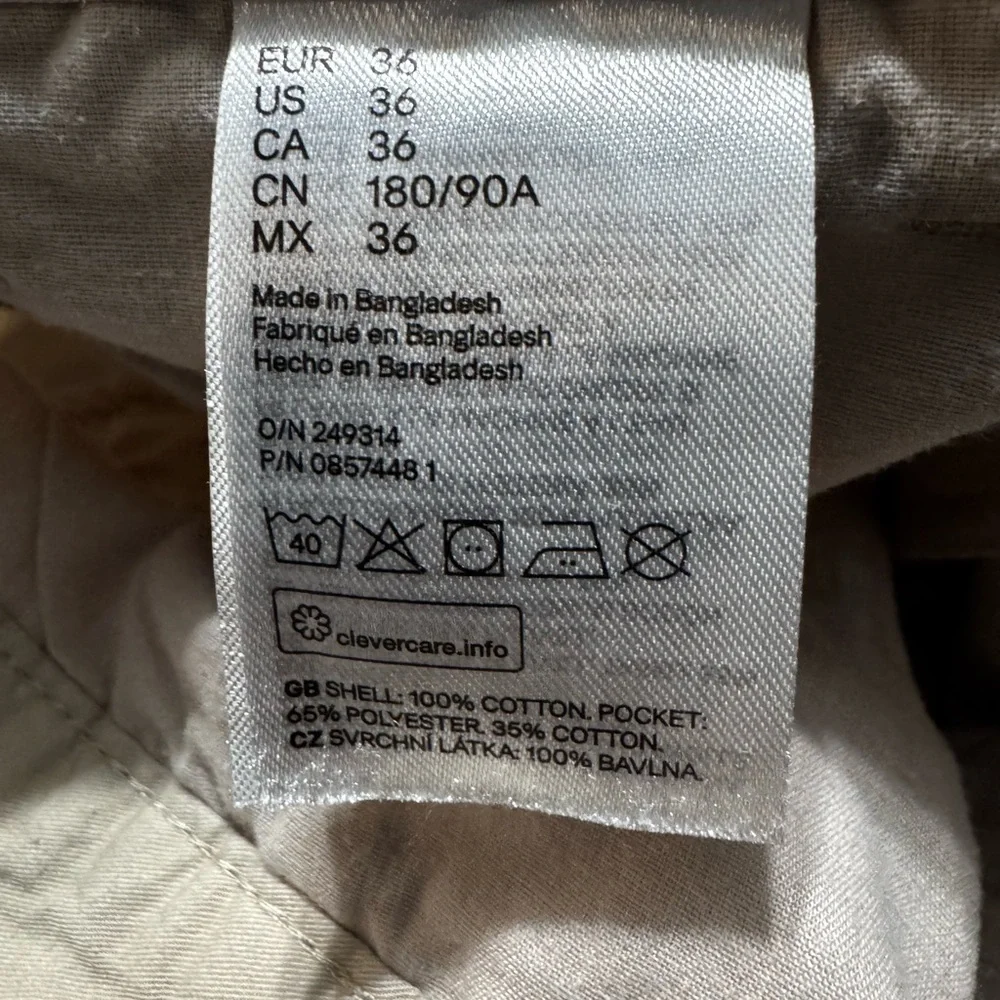 EUR 36
US 36
CA 36
CN 180/90A
MX 36
Made in Bangladesh
Fabriqué en Bangladesh
Hecho en Bangladesh
O/N 249314
P/N 0857448 1
40
clevercare.info
GB SHELL: 100% COTTON. POCKET:
65% POLYESTER. 35% COTTON.
CZ SVRCHNÍ LÁTKA: 100% BAVLNA.